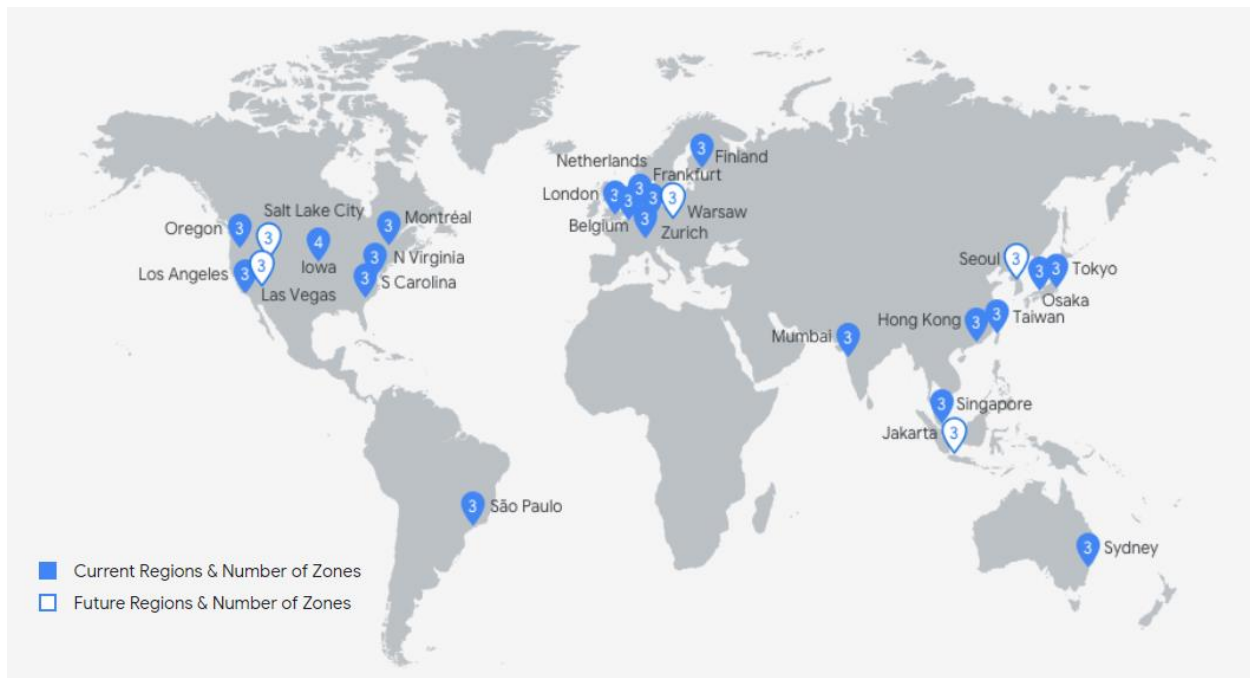 3 Finland
Netherlands
3 Frankfurt
London 3 3 3 3
Warsaw
Belgium 3
Zurich
Salt Lake City
3 Montréal
Oregon 3 3
4 Iowa
3 N Virginia
Los Angeles 3 3
3 S Carolina
Las Vegas
Seoul 3
3 3 Tokyo
Osaka
Hong Kong 3 3 Taiwan
Mumbai 3
3 Singapore
Jakarta 3
3 São Paulo
3 Sydney
Current Regions & Number of Zones
Future Regions & Number of Zones